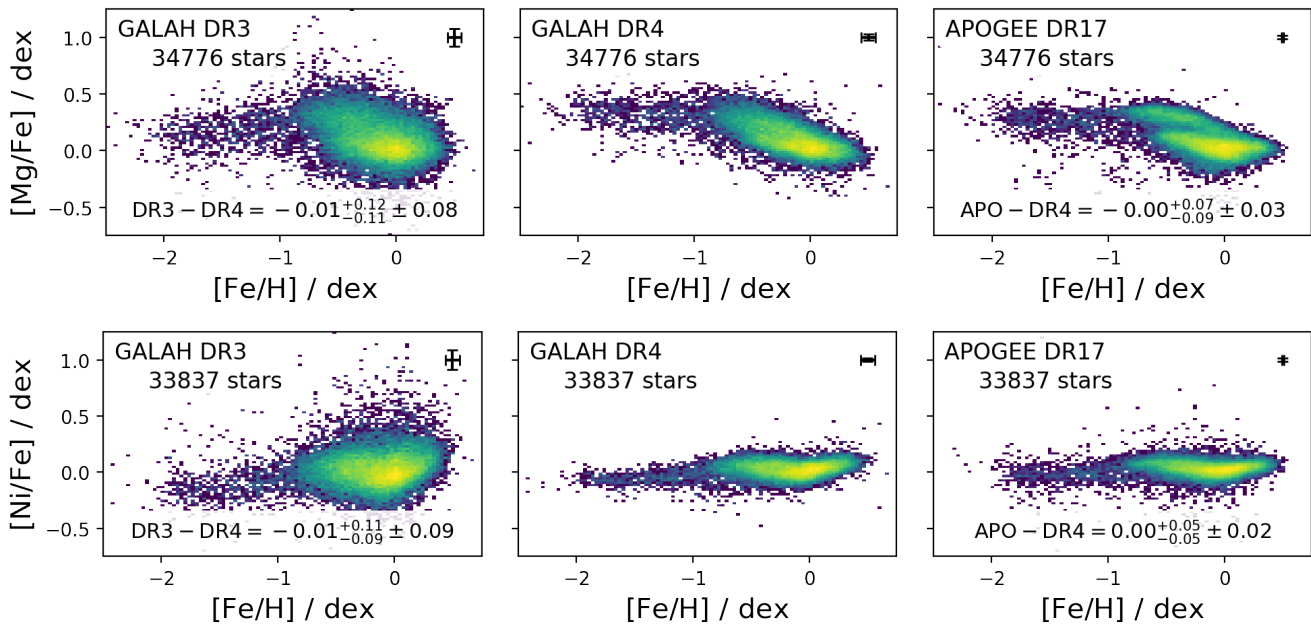 GALAH DR3
34776 stars
DR3 − DR4 = −0.01^{+0.12}_{−0.11} ± 0.08
[Mg/Fe] / dex
1.0
0.5
0.0
−0.5
−2 −1 0
[Fe/H] / dex
GALAH DR4
34776 stars
−2 −1 0
[Fe/H] / dex
APOGEE DR17
34776 stars
APO − DR4 = −0.00^{+0.07}_{−0.09} ± 0.03
−2 −1 0
[Fe/H] / dex
GALAH DR3
33837 stars
DR3 − DR4 = −0.01^{+0.11}_{−0.09} ± 0.09
[Ni/Fe] / dex
1.0
0.5
0.0
−0.5
−2 −1 0
[Fe/H] / dex
GALAH DR4
33837 stars
−2 −1 0
[Fe/H] / dex
APOGEE DR17
33837 stars
APO − DR4 = 0.00^{+0.05}_{−0.05} ± 0.02
−2 −1 0
[Fe/H] / dex